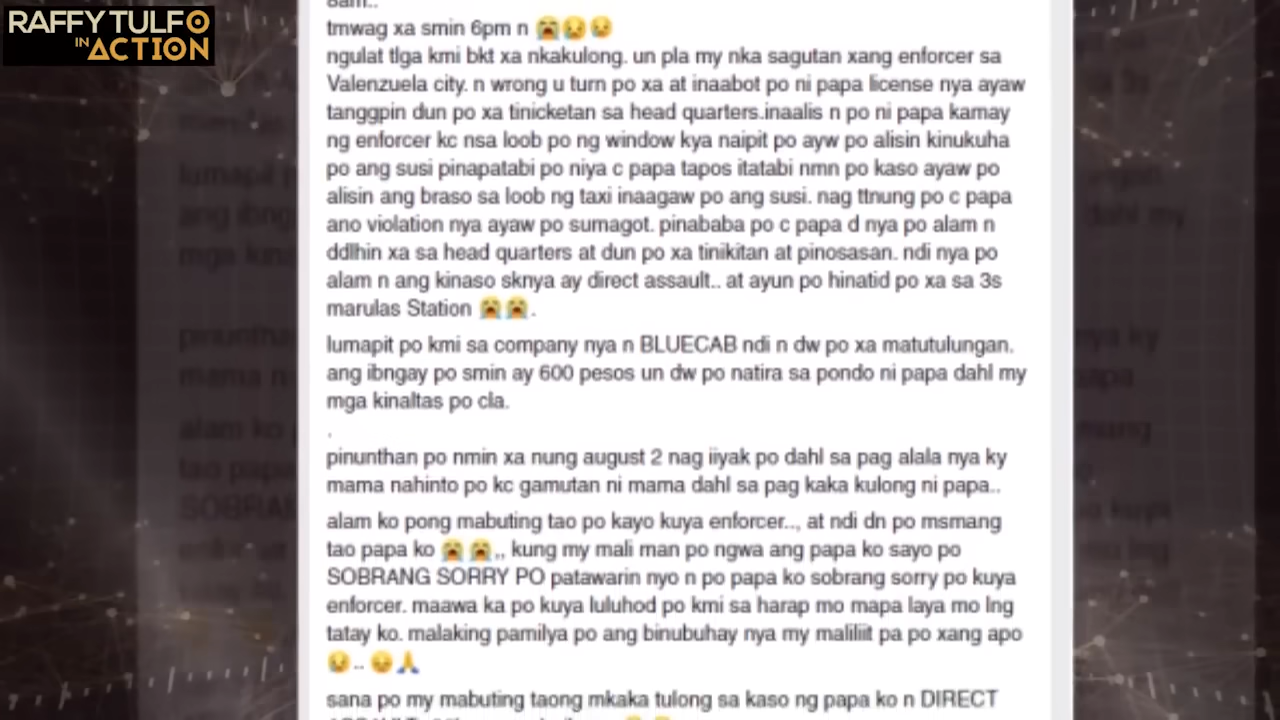 RAFFY TULFO
IN ACTION
8am..
tmwag xa smin 6pm n 😭😢😢
ngulat tlga kmi bkt xa nkakulong. un pla my nka sagutan xang enforcer sa
Valenzuela city. n wrong u turn po xa at inaabot po ni papa license nya ayaw
tanggpin dun po xa tinicketan sa head quarters.inaalis n po ni papa kamay
ng enforcer kc nsa loob po ng window kya naipit po ayw po alisin kinukuha
po ang susi pinapatabi po niya c papa tapos itatabi nmn po kaso ayaw po
alisin ang braso sa loob ng taxi inaagaw po ang susi. nag ttnung po c papa
ano violation nya ayaw po sumagot. pinababa po c papa d nya po alam n
ddlhin xa sa head quarters at dun po xa tinikitan at pinosasan. ndi nya po
alam n ang kinaso sknya ay direct assault.. at ayun po hinatid po xa sa 3s
marulas Station 😭😭.
lumapit po kmi sa company nya n BLUECAB ndi n dw po xa matutulungan.
ang ibngay po smin ay 600 pesos un dw po natira sa pondo ni papa dahl my
mga kinaltas po cla.
.
pinunthan po nmin xa nung august 2 nag iiyak po dahl sa pag alala nya ky
mama nahinto po kc gamutan ni mama dahl sa pag kaka kulong ni papa..
alam ko pong mabuting tao po kayo kuya enforcer.., at ndi dn po msmang
tao papa ko 😭😭,, kung my mali man po ngwa ang papa ko sayo po
SOBRANG SORRY PO patawarin nyo n po papa ko sobrang sorry po kuya
enforcer. maawa ka po kuya luluhod po kmi sa harap mo mapa laya mo lng
tatay ko. malaking pamilya po ang binubuhay nya my maliliit pa po xang apo
😢.. 😔🙏
sana po my mabuting taong mkaka tulong sa kaso ng papa ko n DIRECT